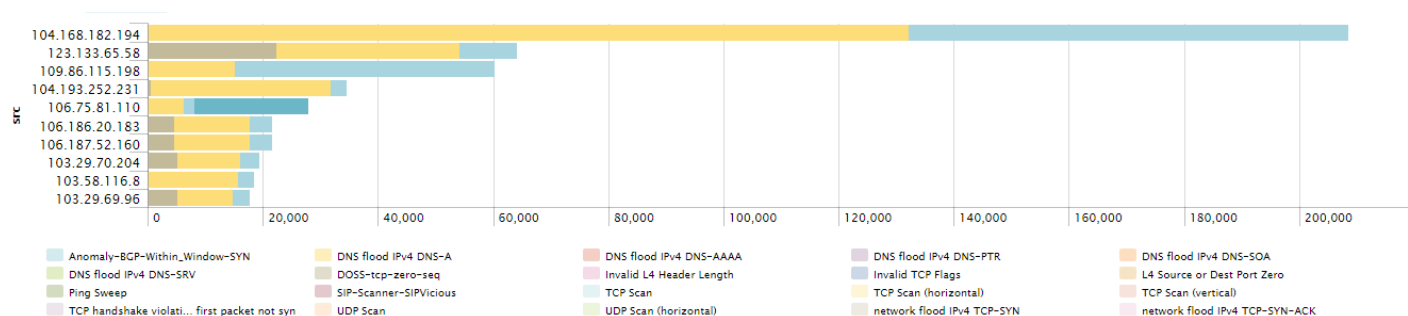 src
104.168.182.194
123.133.65.58
109.86.115.198
104.193.252.231
106.75.81.110
106.186.20.183
106.187.52.160
103.29.70.204
103.58.116.8
103.29.69.96
0 20,000 40,000 60,000 80,000 100,000 120,000 140,000 160,000 180,000 200,000
Anomaly-BGP-Within_Window-SYN DNS flood IPv4 DNS-A DNS flood IPv4 DNS-AAAA DNS flood IPv4 DNS-PTR DNS flood IPv4 DNS-SOA
DNS flood IPv4 DNS-SRV DOSS-tcp-zero-seq Invalid L4 Header Length Invalid TCP Flags L4 Source or Dest Port Zero
Ping Sweep SIP-Scanner-SIPVicious TCP Scan TCP Scan (horizontal) TCP Scan (vertical)
TCP handshake violati... first packet not syn UDP Scan UDP Scan (horizontal) network flood IPv4 TCP-SYN network flood IPv4 TCP-SYN-ACK